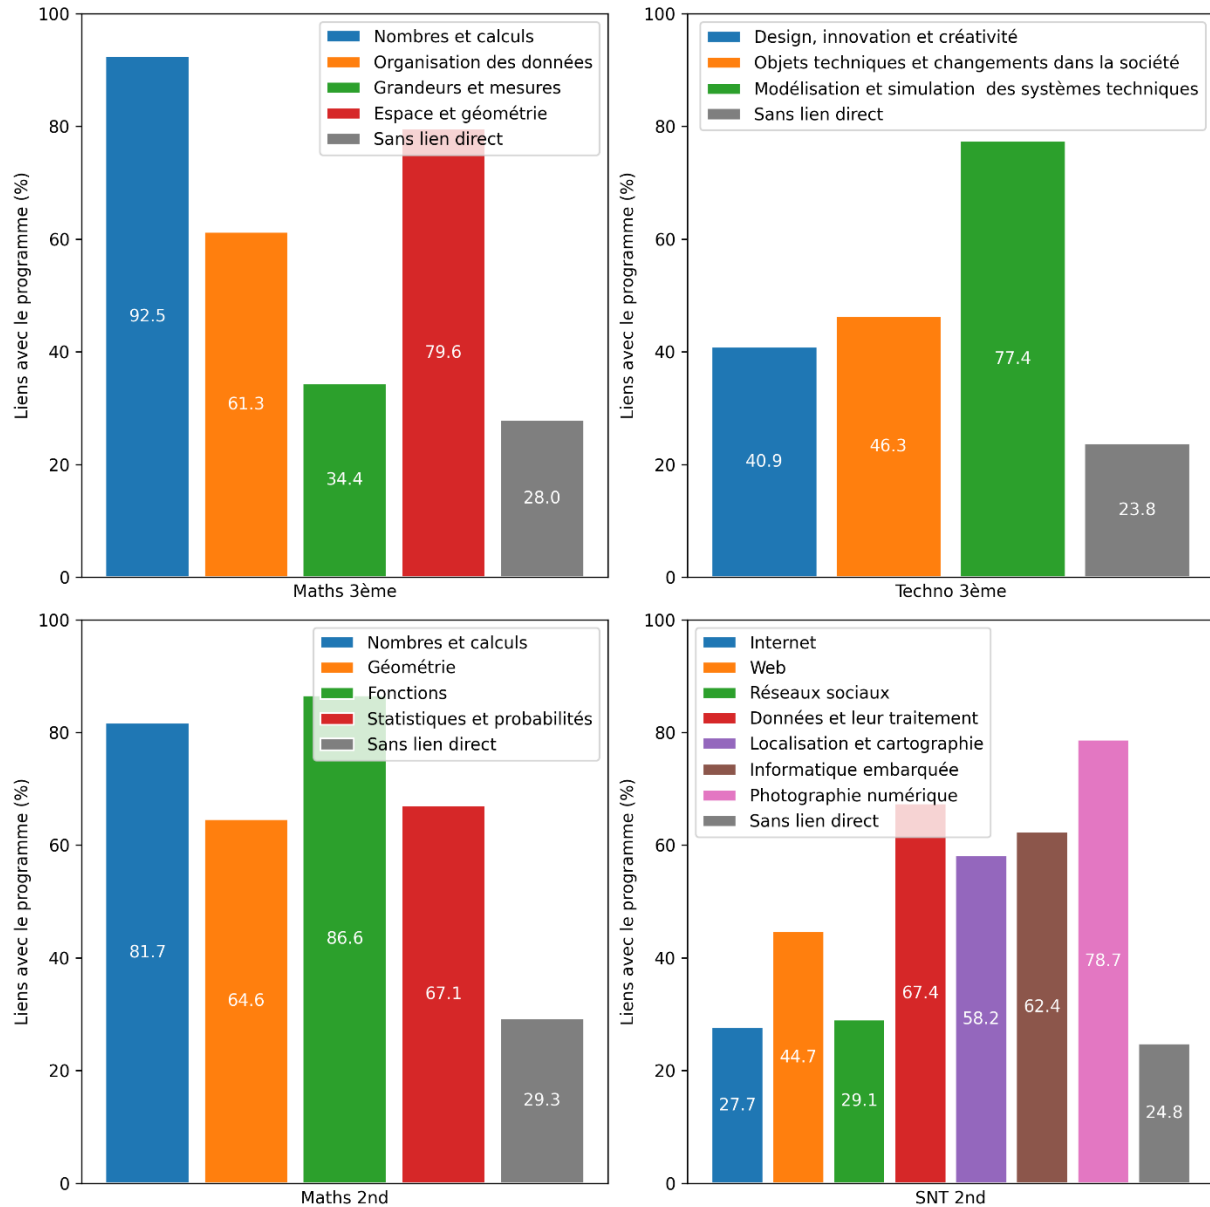 Liens avec le programme (%)
100
80
60
40
20
0
Nombres et calculs
Organisation des données
Grandeurs et mesures
Espace et géométrie
Sans lien direct
92.5
61.3
34.4
79.6
28.0
Maths 3ème
Liens avec le programme (%)
100
80
60
40
20
0
Design, innovation et créativité
Objets techniques et changements dans la société
Modélisation et simulation  des systèmes techniques
Sans lien direct
40.9
46.3
77.4
23.8
Techno 3ème
Liens avec le programme (%)
100
80
60
40
20
0
Nombres et calculs
Géométrie
Fonctions
Statistiques et probabilités
Sans lien direct
81.7
64.6
86.6
67.1
29.3
Maths 2nd
Liens avec le programme (%)
100
80
60
40
20
0
Internet
Web
Réseaux sociaux
Données et leur traitement
Localisation et cartographie
Informatique embarquée
Photographie numérique
Sans lien direct
27.7
44.7
29.1
67.4
58.2
62.4
78.7
24.8
SNT 2nd